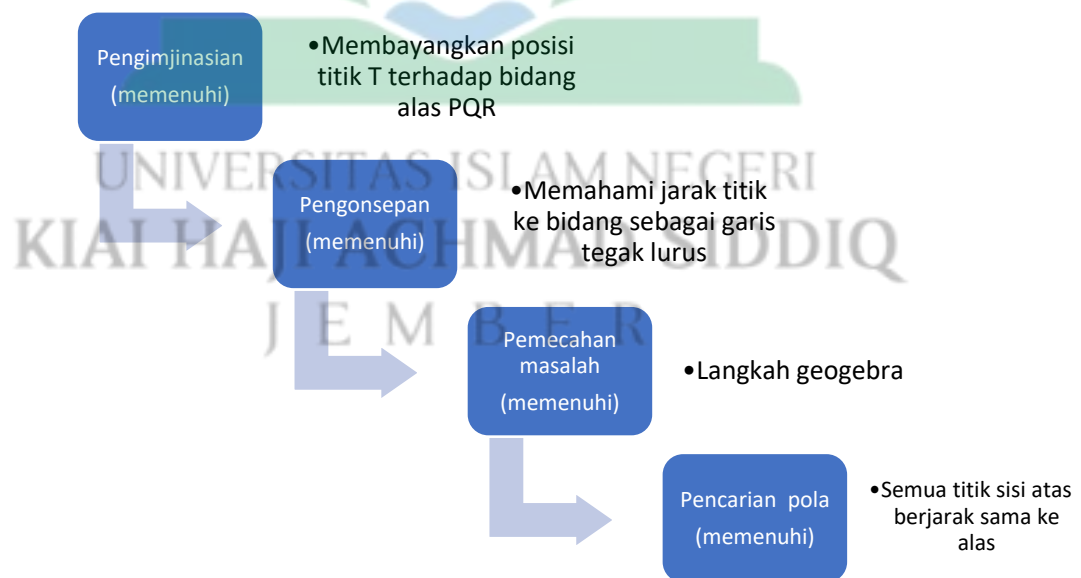 Pengimjinasian
(memenuhi)
•Membayangkan posisi
titik T terhadap bidang
alas PQR
UNIVERSITAS ISLAM NEGERI
Pengonsepan
(memenuhi)
•Memahami jarak titik
ke bidang sebagai garis
tegak lurus
KIAI HAJI ACHMAD SIDDIQ
JEMBER
Pemecahan
masalah
(memenuhi)
•Langkah geogebra
Pencarian pola
(memenuhi)
•Semua titik sisi atas
berjarak sama ke
alas